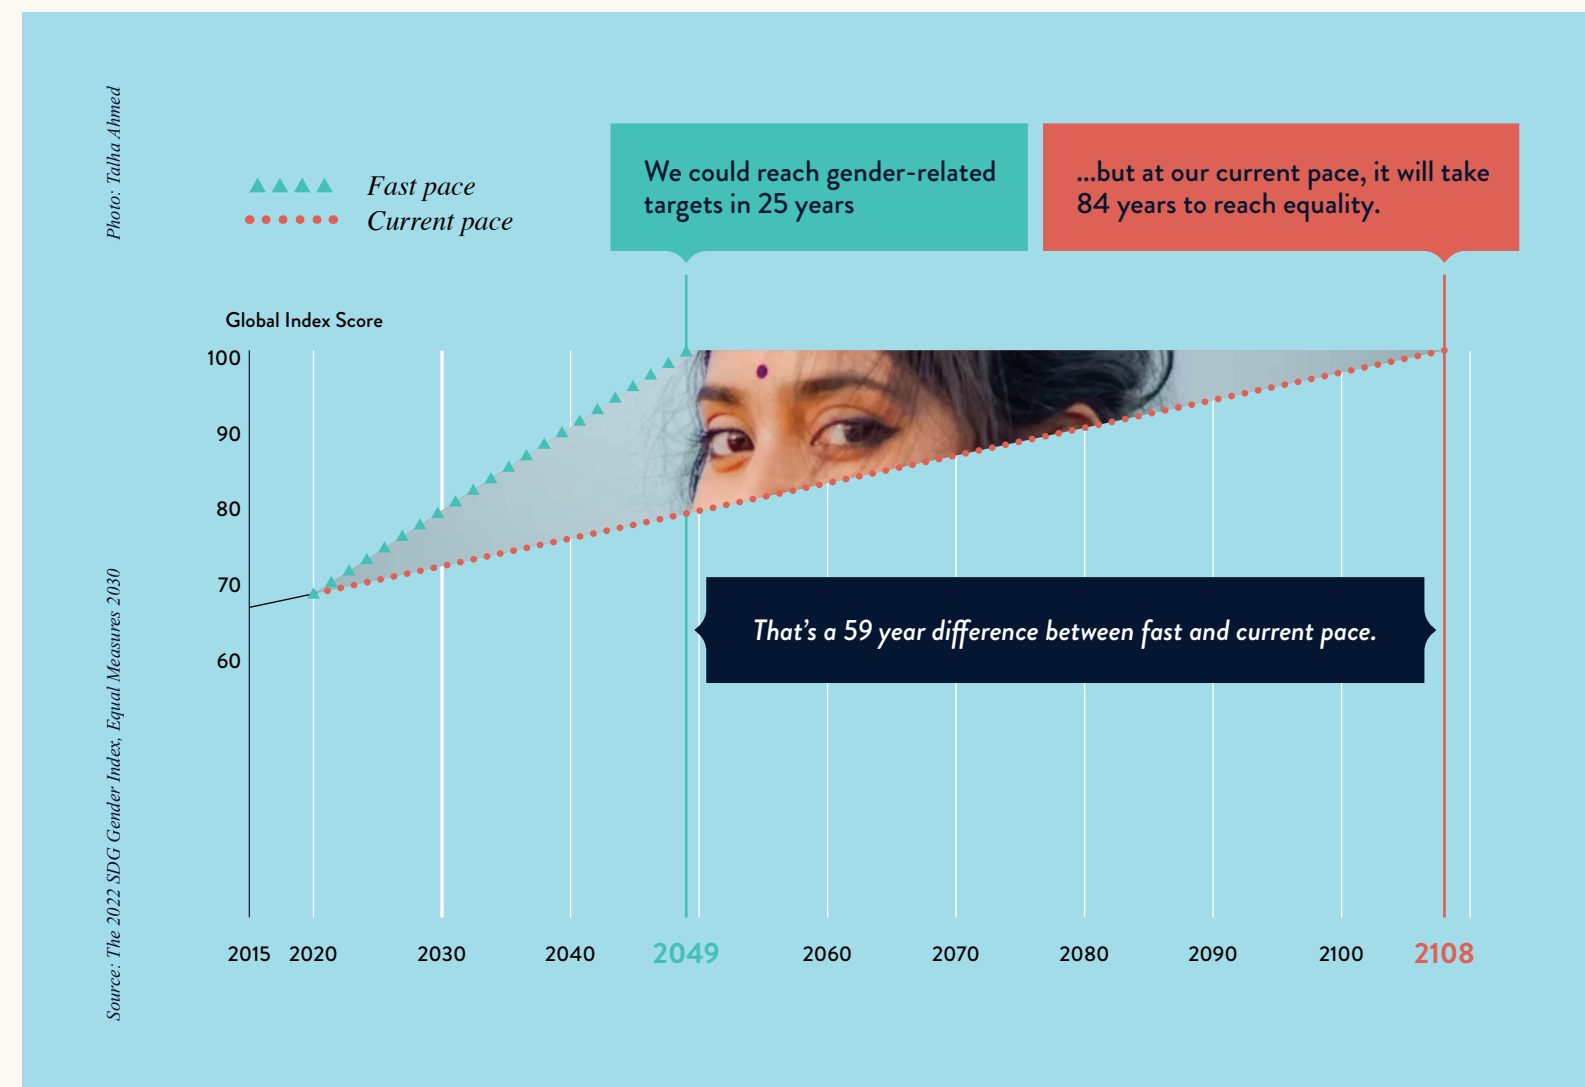 Photo: Talha Ahmed
Fast pace
Current pace
We could reach gender-related
targets in 25 years
...but at our current pace, it will take
84 years to reach equality.
Global Index Score
100
90
80
70
60
That’s a 59 year difference between fast and current pace.
2015 2020 2030 2040 2049 2060 2070 2080 2090 2100 2108
Source: The 2022 SDG Gender Index, Equal Measures 2030